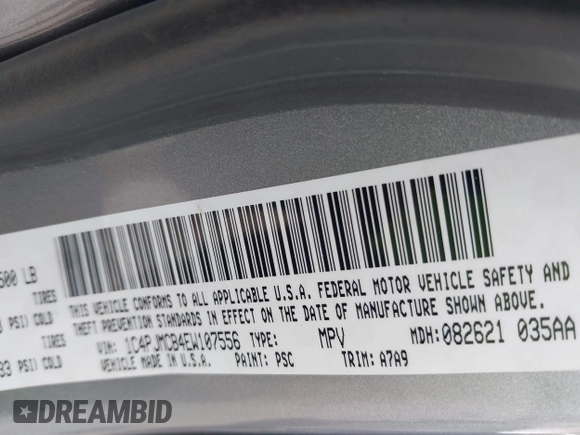 500 LB
TIRES
PSI) COLD
TIRES
33 PSI) COLD
THIS VEHICLE CONFORMS TO ALL APPLICABLE U.S.A. FEDERAL MOTOR VEHICLE SAFETY AND
THEFT PREVENTION STANDARDS IN EFFECT ON THE DATE OF MANUFACTURE SHOWN ABOVE.
VIN: 1C4PJMCB4EW107556 TYPE: MPV MDH: 082621 035AA
VEHICLE MADE IN U.S.A. PAINT: PSC TRIM: A7A9
DREAMBID